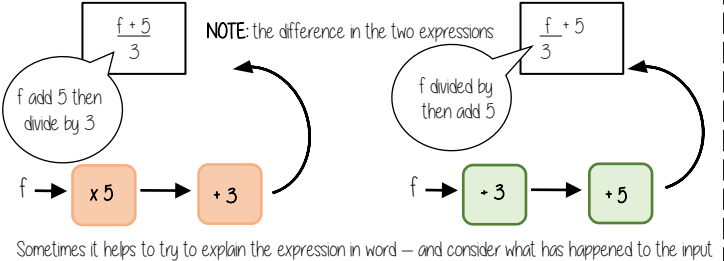 f + 5
3
NOTE: the difference in the two expressions
f + 5
3
f add 5 then
divide by 3
f divided by
then add 5
f
x 5
+ 3
f
÷ 3
+ 5
Sometimes it helps to try to explain the expression in word – and consider what has happened to the input